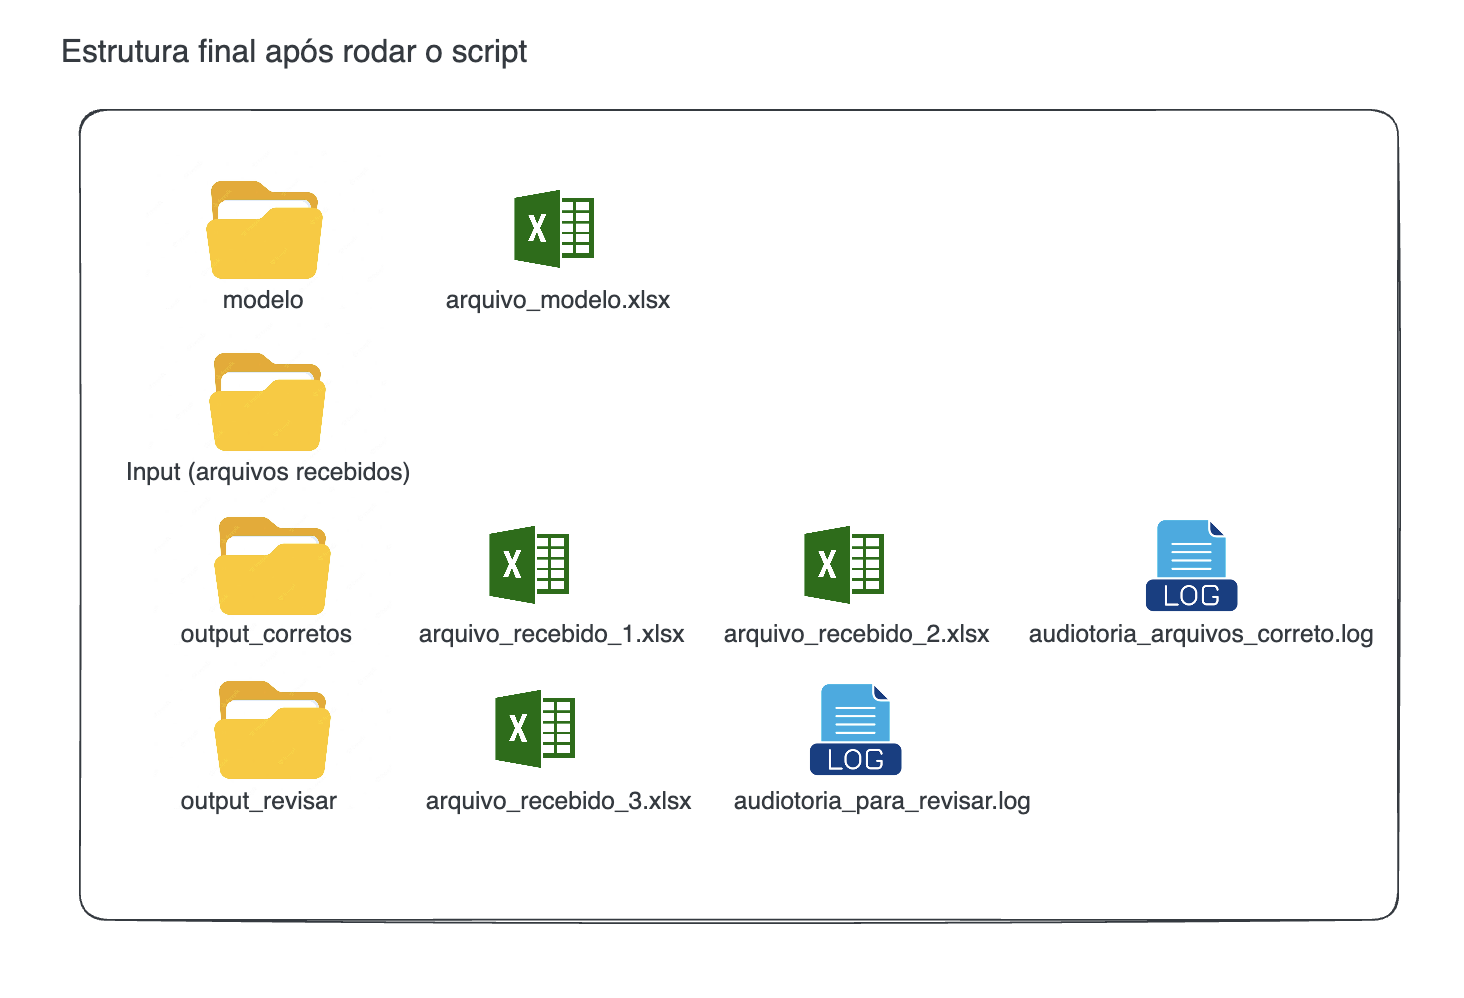 Estrutura final após rodar o script
X
modelo
arquivo_modelo.xlsx
Input (arquivos recebidos)
X
X
LOG
output_corretos
arquivo_recebido_1.xlsx
arquivo_recebido_2.xlsx
audiotoria_arquivos_correto.log
X
LOG
output_revisar
arquivo_recebido_3.xlsx
audiotoria_para_revisar.log